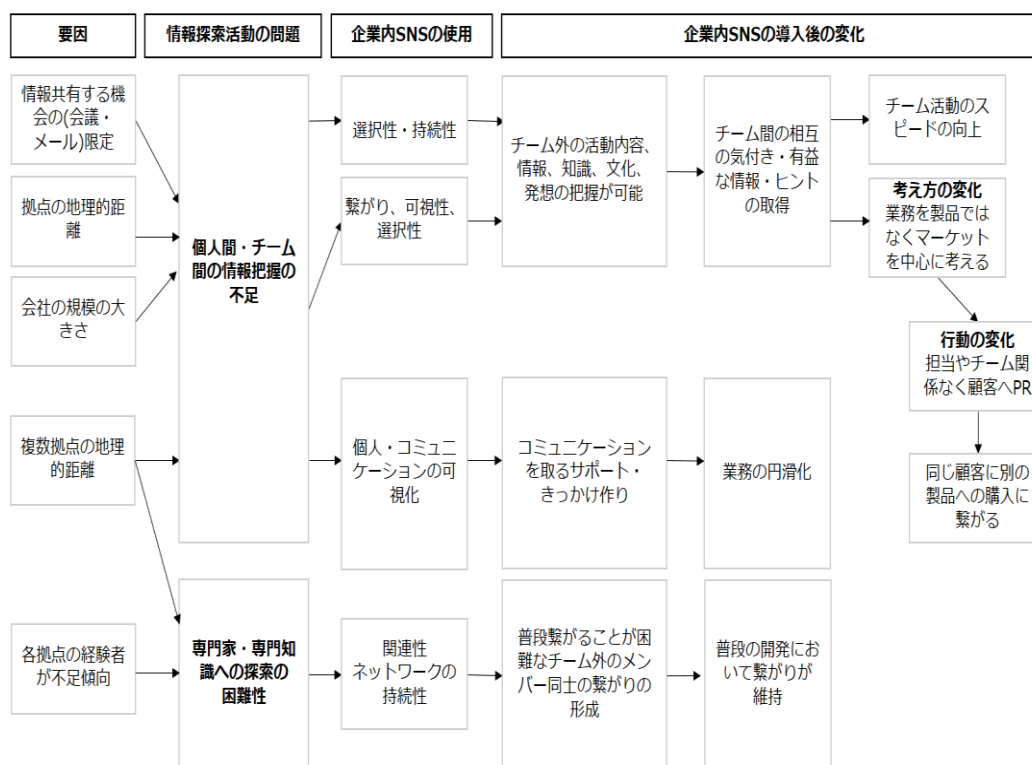 要因
情報探索活動の問題
企業内SNSの使用
企業内SNSの導入後の変化
情報共有する機
会の(会議・
メール)限定
拠点の地理的距
離
会社の規模の大
きさ
複数拠点の地理
的距離
各拠点の経験者
が不足傾向
個人間・チーム
間の情報把握の
不足
専門家・専門知
識への探索の
困難性
選択性・持続性
繋がり、可視性、
選択性
個人・コミュニ
ケーションの可
視化
関連性
ネットワークの
持続性
チーム外の活動内容、
情報、知識、文化、
発想の把握が可能
コミュニケーション
を取るサポート・
きっかけ作り
普段繋がることが困
難なチーム外のメン
バー同士の繋がりの
形成
チーム間の相互
の気付き・有益
な情報・ヒント
の取得
業務の円滑化
普段の開発にお
いて繋がりが
維持
チーム活動のス
ピードの向上
考え方の変化
業務を製品では
なくマーケット
を中心に考える
行動の変化
担当やチーム関
係なく顧客へPR
同じ顧客に別の
製品への購入に
繋がる